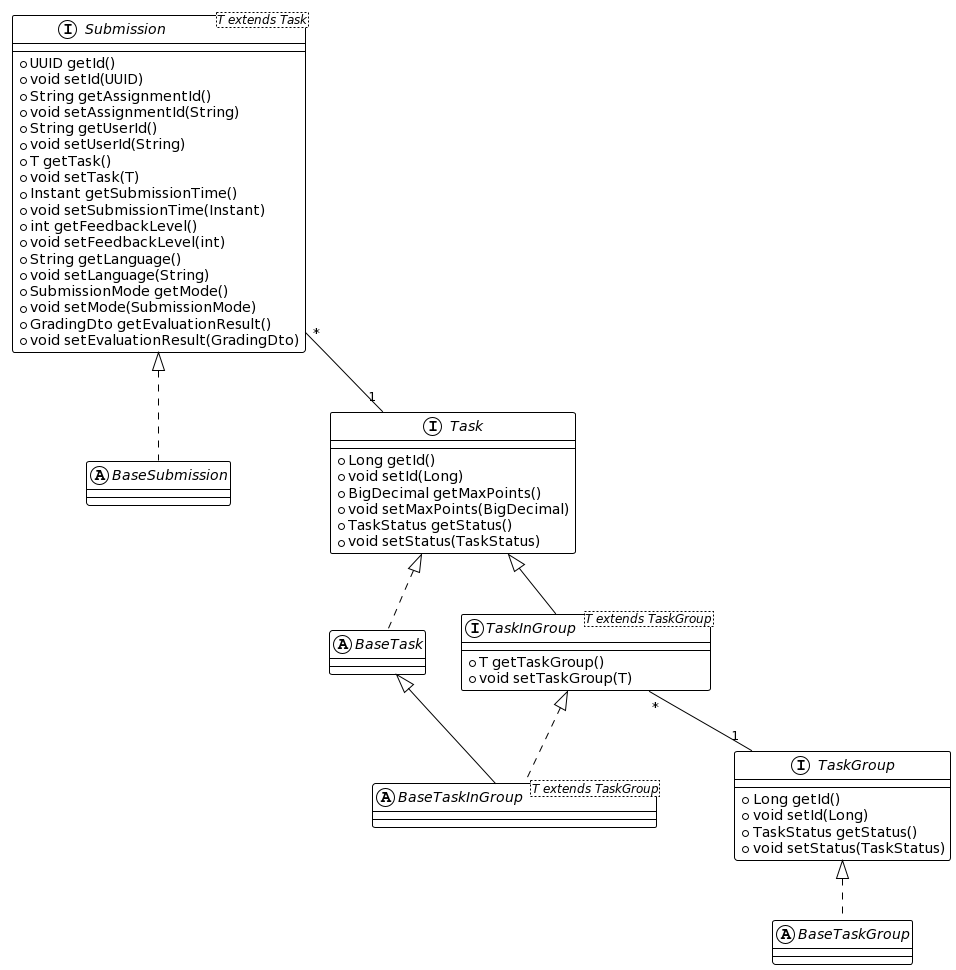 I Submission
T extends Task
UUID getId()
void setId(UUID)
String getAssignmentId()
void setAssignmentId(String)
String getUserId()
void setUserId(String)
T getTask()
void setTask(T)
Instant getSubmissionTime()
void setSubmissionTime(Instant)
int getFeedbackLevel()
void setFeedbackLevel(int)
String getLanguage()
void setLanguage(String)
SubmissionMode getMode()
void setMode(SubmissionMode)
GradingDto getEvaluationResult()
void setEvaluationResult(GradingDto)
*
1
I Task
Long getId()
void setId(Long)
BigDecimal getMaxPoints()
void setMaxPoints(BigDecimal)
TaskStatus getStatus()
void setStatus(TaskStatus)
A BaseSubmission
I TaskInGroup
T extends TaskGroup
T getTaskGroup()
void setTaskGroup(T)
A BaseTask
*
1
I TaskGroup
Long getId()
void setId(Long)
TaskStatus getStatus()
void setStatus(TaskStatus)
A BaseTaskInGroup
T extends TaskGroup
A BaseTaskGroup